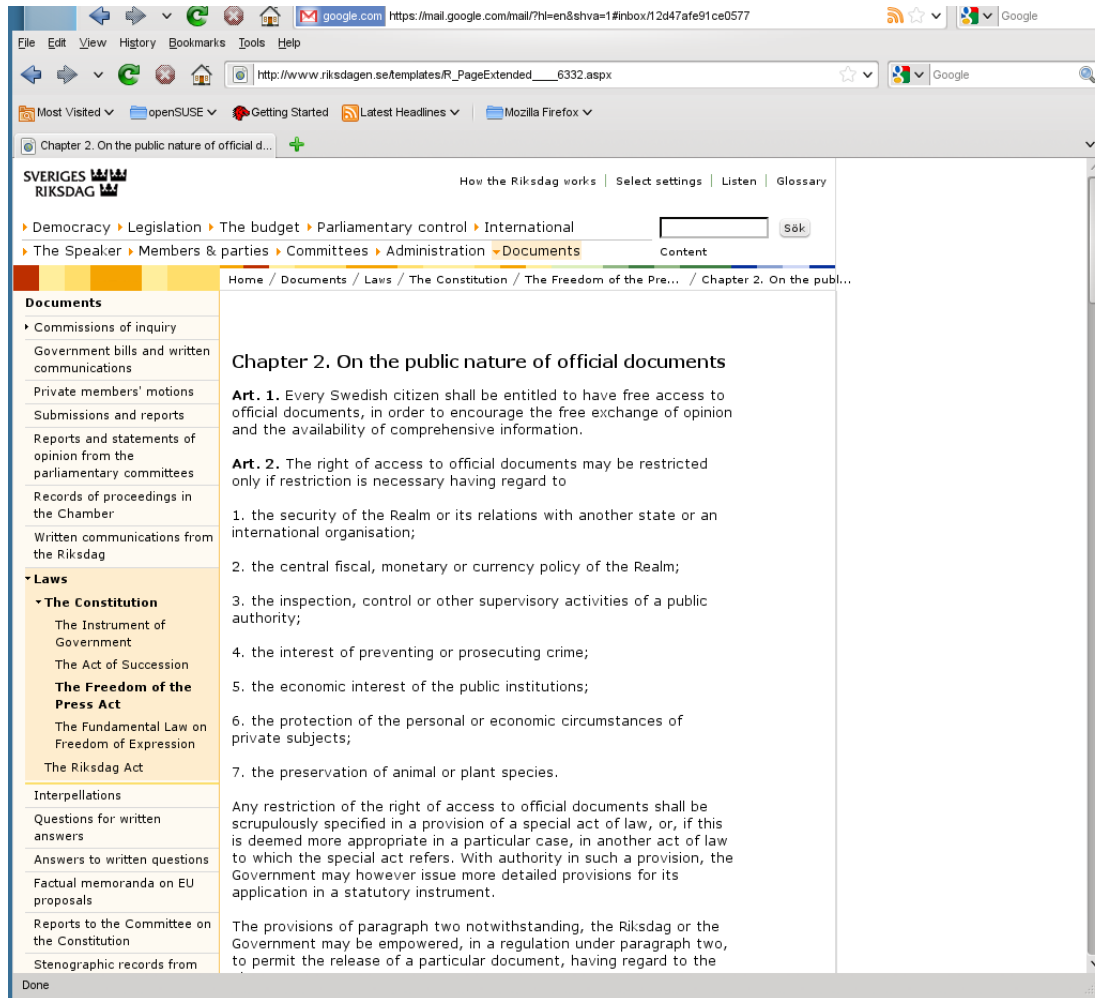 google.com https://mail.google.com/mail/?hl=en&shva=1#inbox/12d47afe91ce0577
Google
File Edit View History Bookmarks Tools Help
http://www.riksdagen.se/templates/R_PageExtended____6332.aspx
Google
Most Visited openSUSE Getting Started Latest Headlines Mozilla Firefox
Chapter 2. On the public nature of official d...
SVERIGES
RIKSDAG
How the Riksdag works | Select settings | Listen | Glossary
Democracy Legislation The budget Parliamentary control International
Sök
The Speaker Members & parties Committees Administration Documents
Content
Home / Documents / Laws / The Constitution / The Freedom of the Pre... / Chapter 2. On the publ...
Documents
Commissions of inquiry
Government bills and written
communications
Private members' motions
Submissions and reports
Reports and statements of
opinion from the
parliamentary committees
Records of proceedings in
the Chamber
Written communications from
the Riksdag
Laws
The Constitution
The Instrument of
Government
The Act of Succession
The Freedom of the
Press Act
The Fundamental Law on
Freedom of Expression
The Riksdag Act
Interpellations
Questions for written
answers
Answers to written questions
Factual memoranda on EU
proposals
Reports to the Committee on
the Constitution
Stenographic records from
Chapter 2. On the public nature of official documents
Art. 1. Every Swedish citizen shall be entitled to have free access to
official documents, in order to encourage the free exchange of opinion
and the availability of comprehensive information.
Art. 2. The right of access to official documents may be restricted
only if restriction is necessary having regard to
1. the security of the Realm or its relations with another state or an
international organisation;
2. the central fiscal, monetary or currency policy of the Realm;
3. the inspection, control or other supervisory activities of a public
authority;
4. the interest of preventing or prosecuting crime;
5. the economic interest of the public institutions;
6. the protection of the personal or economic circumstances of
private subjects;
7. the preservation of animal or plant species.
Any restriction of the right of access to official documents shall be
scrupulously specified in a provision of a special act of law, or, if this
is deemed more appropriate in a particular case, in another act of law
to which the special act refers. With authority in such a provision, the
Government may however issue more detailed provisions for its
application in a statutory instrument.
The provisions of paragraph two notwithstanding, the Riksdag or the
Government may be empowered, in a regulation under paragraph two,
to permit the release of a particular document, having regard to the
Done